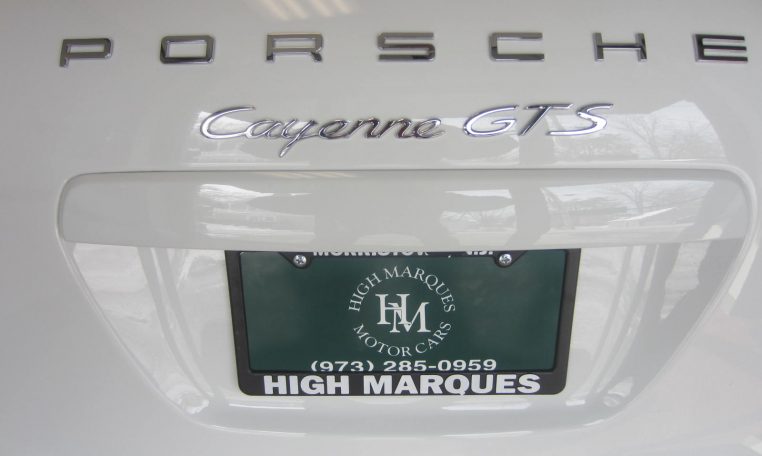 PORSCHE
Cayenne GTS
HIGH MARQUES
HM
MOTOR CARS
(973) 285-0959
HIGH MARQUES